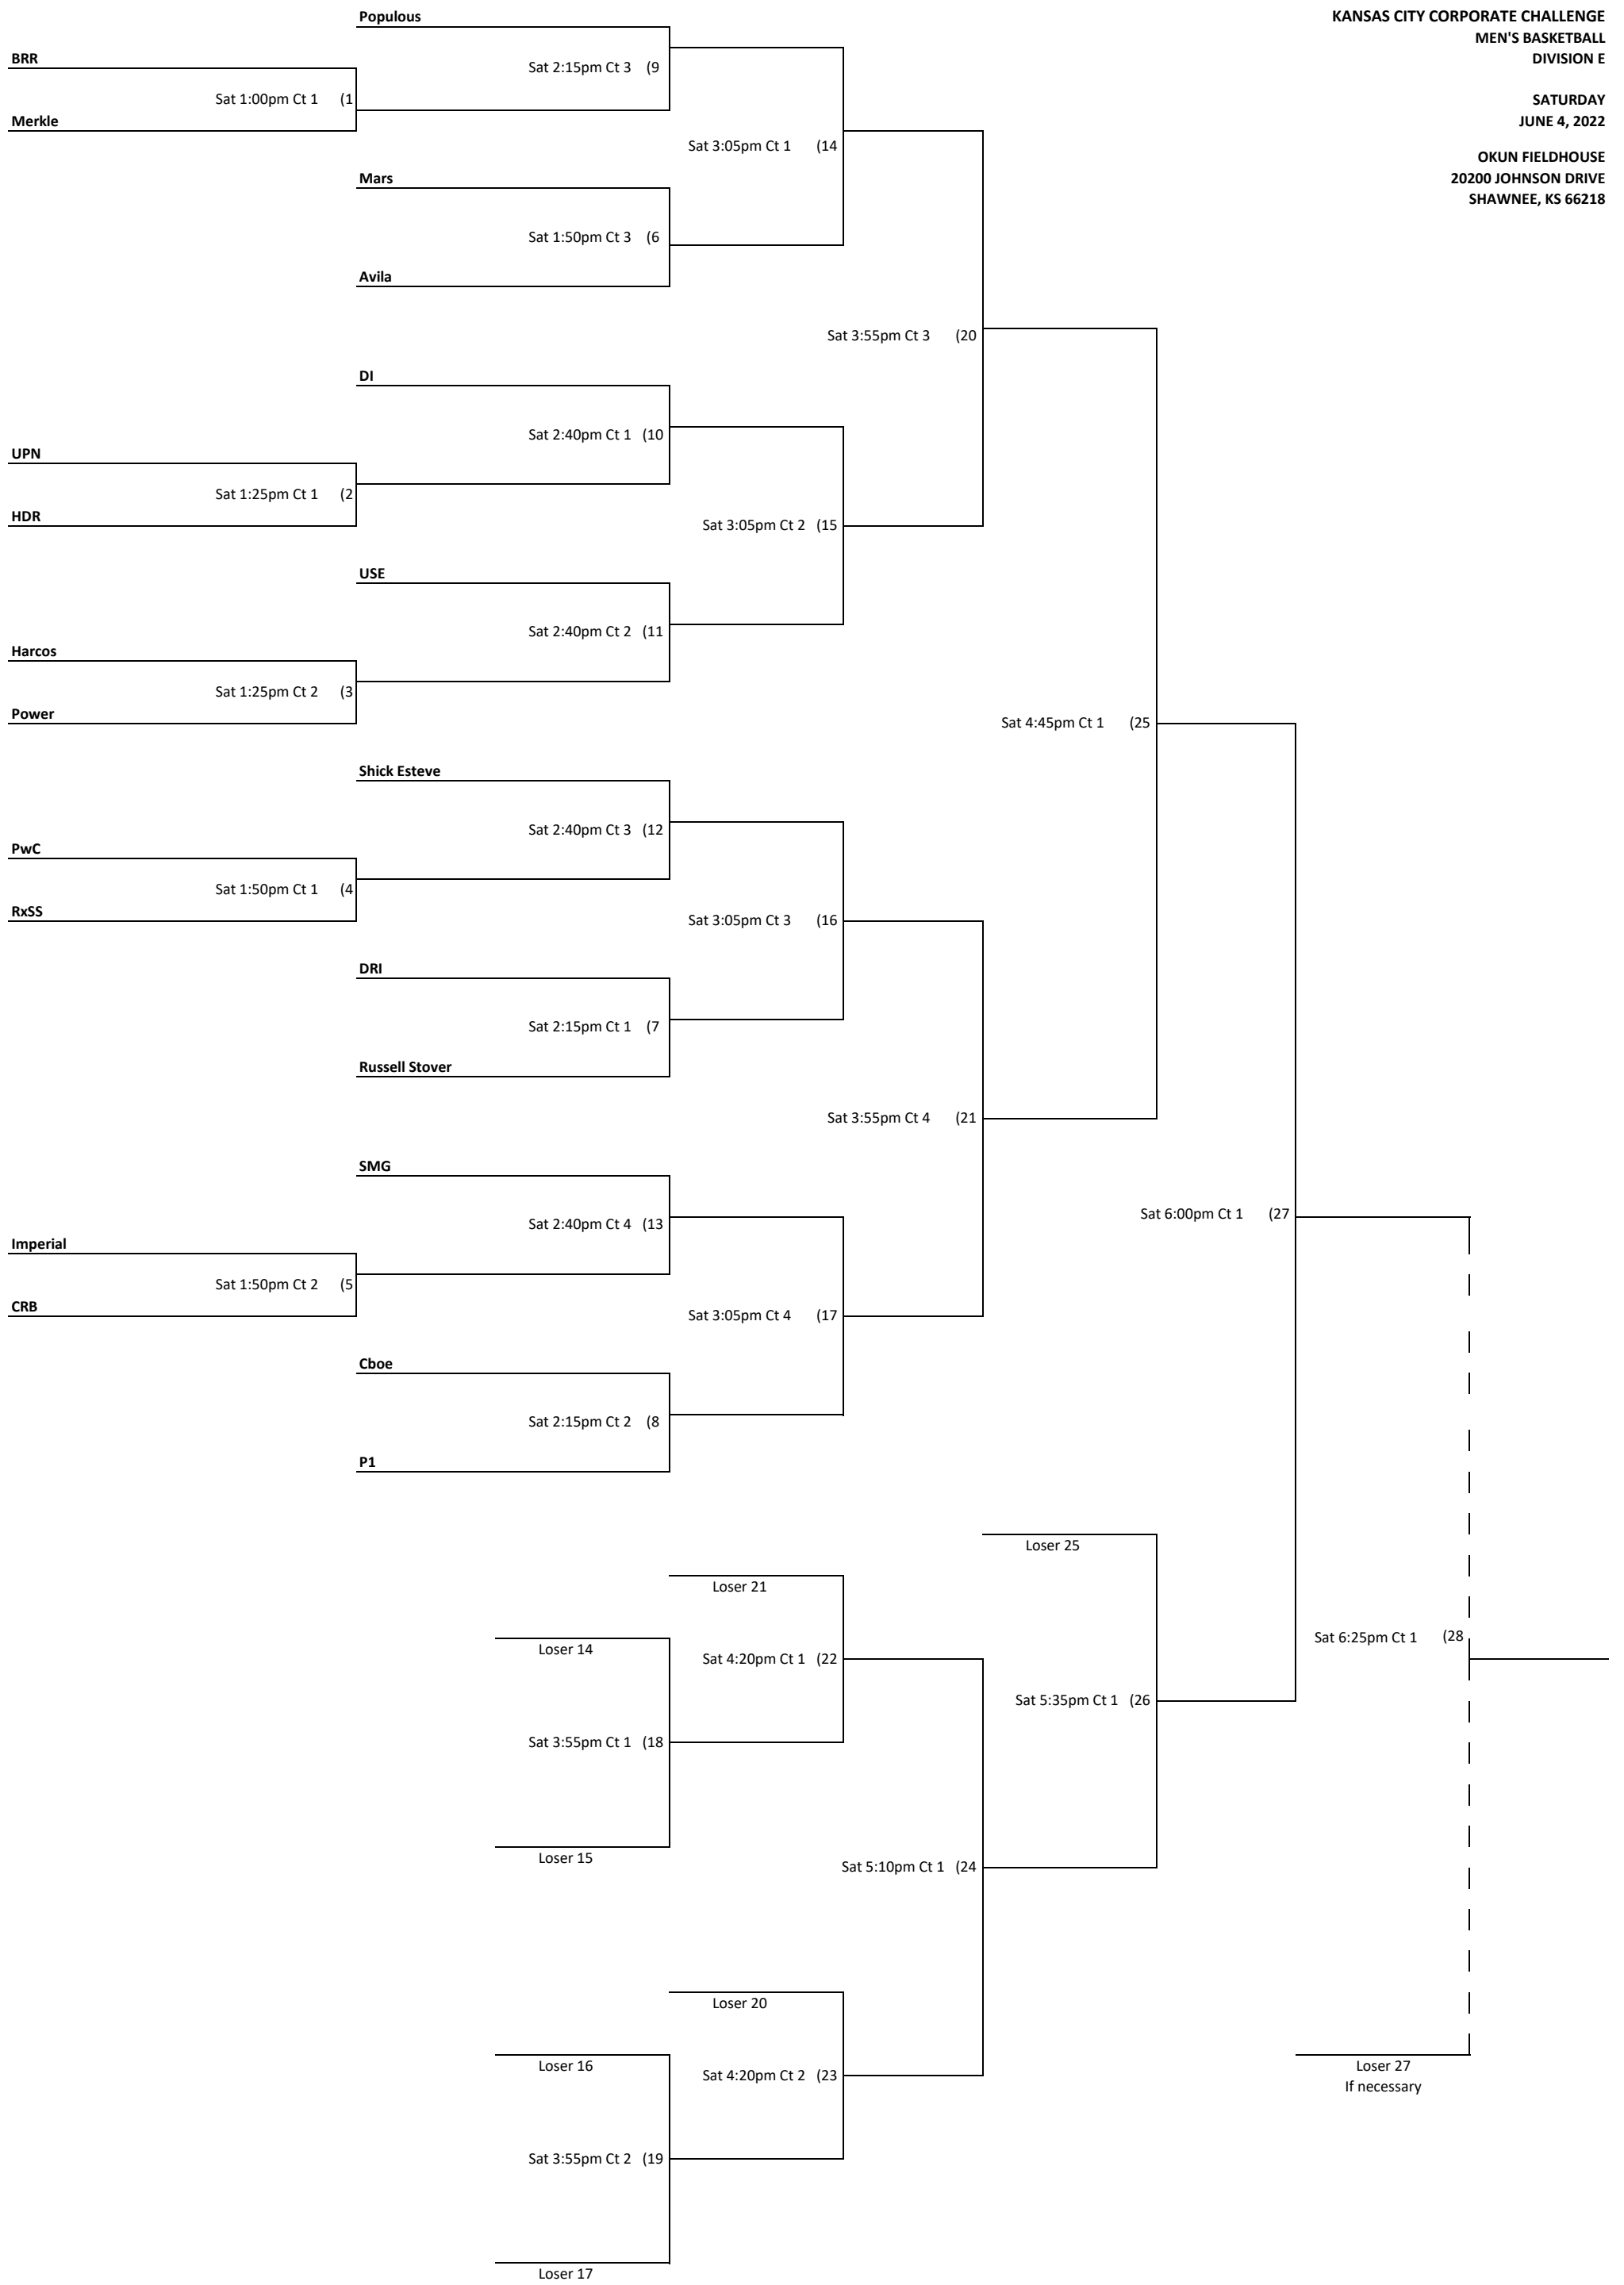 Populous
KANSAS CITY CORPORATE CHALLENGE
MEN'S BASKETBALL
BRR
DIVISION E
Sat 2:15pm Ct 3 (9
Sat 1:00pm Ct 1 (1
SATURDAY
Merkle
JUNE 4, 2022
Sat 3:05pm Ct 1 (14
OKUN FIELDHOUSE
Mars
20200 JOHNSON DRIVE
SHAWNEE, KS 66218
Sat 1:50pm Ct 3 (6
Avila
Sat 3:55pm Ct 3 (20
DI
Sat 2:40pm Ct 1 (10
UPN
Sat 1:25pm Ct 1 (2
HDR
Sat 3:05pm Ct 2 (15
USE
Sat 2:40pm Ct 2 (11
Harcos
Sat 1:25pm Ct 2 (3
Power
Sat 4:45pm Ct 1 (25
Shick Esteve
Sat 2:40pm Ct 3 (12
PwC
Sat 1:50pm Ct 1 (4
RxSS
Sat 3:05pm Ct 3 (16
DRI
Sat 2:15pm Ct 1 (7
Russell Stover
Sat 3:55pm Ct 4 (21
SMG
Sat 6:00pm Ct 1 (27
Sat 2:40pm Ct 4 (13
Imperial
Sat 1:50pm Ct 2 (5
CRB
Sat 3:05pm Ct 4 (17
Cboe
Sat 2:15pm Ct 2 (8
P1
Loser 25
Loser 21
Sat 6:25pm Ct 1 (28
Loser 14
Sat 4:20pm Ct 1 (22
Sat 5:35pm Ct 1 (26
Sat 3:55pm Ct 1 (18
Loser 15
Sat 5:10pm Ct 1 (24
Loser 20
Loser 16
Loser 27
Sat 4:20pm Ct 2 (23
If necessary
Sat 3:55pm Ct 2 (19
Loser 17